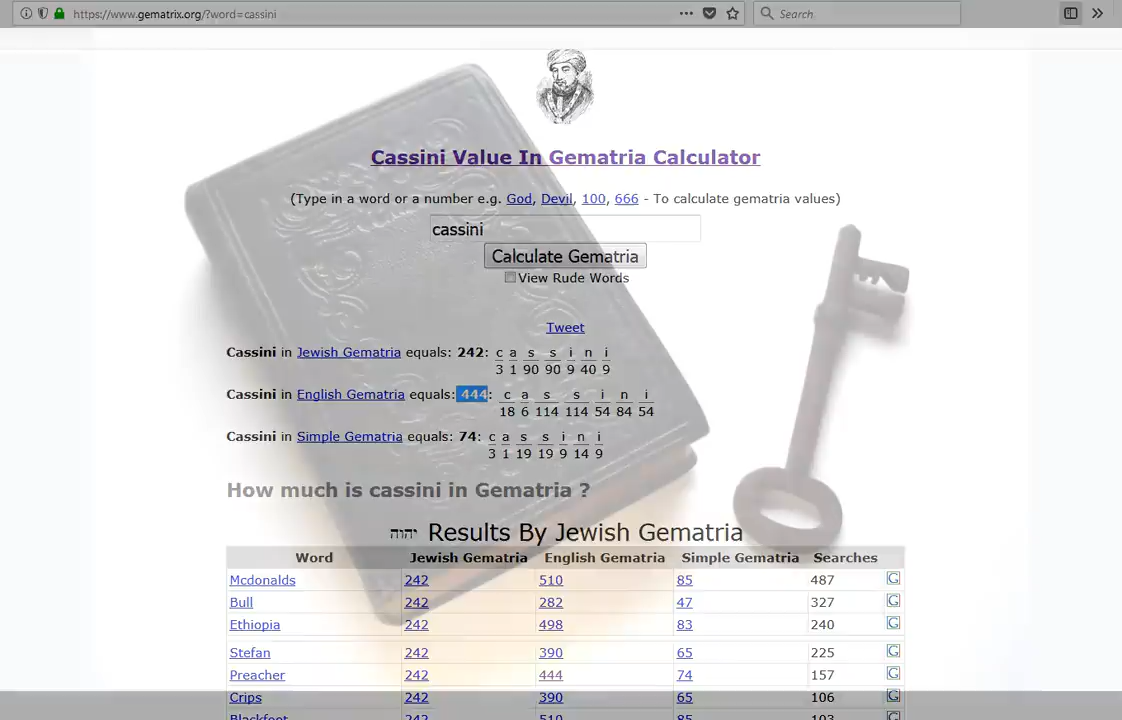 https://www.gematrix.org/?word=cassini
Search
Cassini Value In Gematria Calculator
(Type in a word or a number e.g. God, Devil, 100, 666 - To calculate gematria values)
cassini
Calculate Gematria
View Rude Words
Tweet
Cassini in Jewish Gematria equals: 242: c a s s i n i
3 1 90 90 9 40 9
Cassini in English Gematria equals: 444: c a s s i n i
18 6 114 114 54 84 54
Cassini in Simple Gematria equals: 74: c a s s i n i
3 1 19 19 9 14 9
How much is cassini in Gematria ?
יהוה Results By Jewish Gematria
Word Jewish Gematria English Gematria Simple Gematria Searches
Mcdonalds 242 510 85 487 G
Bull 242 282 47 327 G
Ethiopia 242 498 83 240 G
Stefan 242 390 65 225 G
Preacher 242 444 74 157 G
Crips 242 390 65 106 G
Blackfeet 242 510 85 103 G